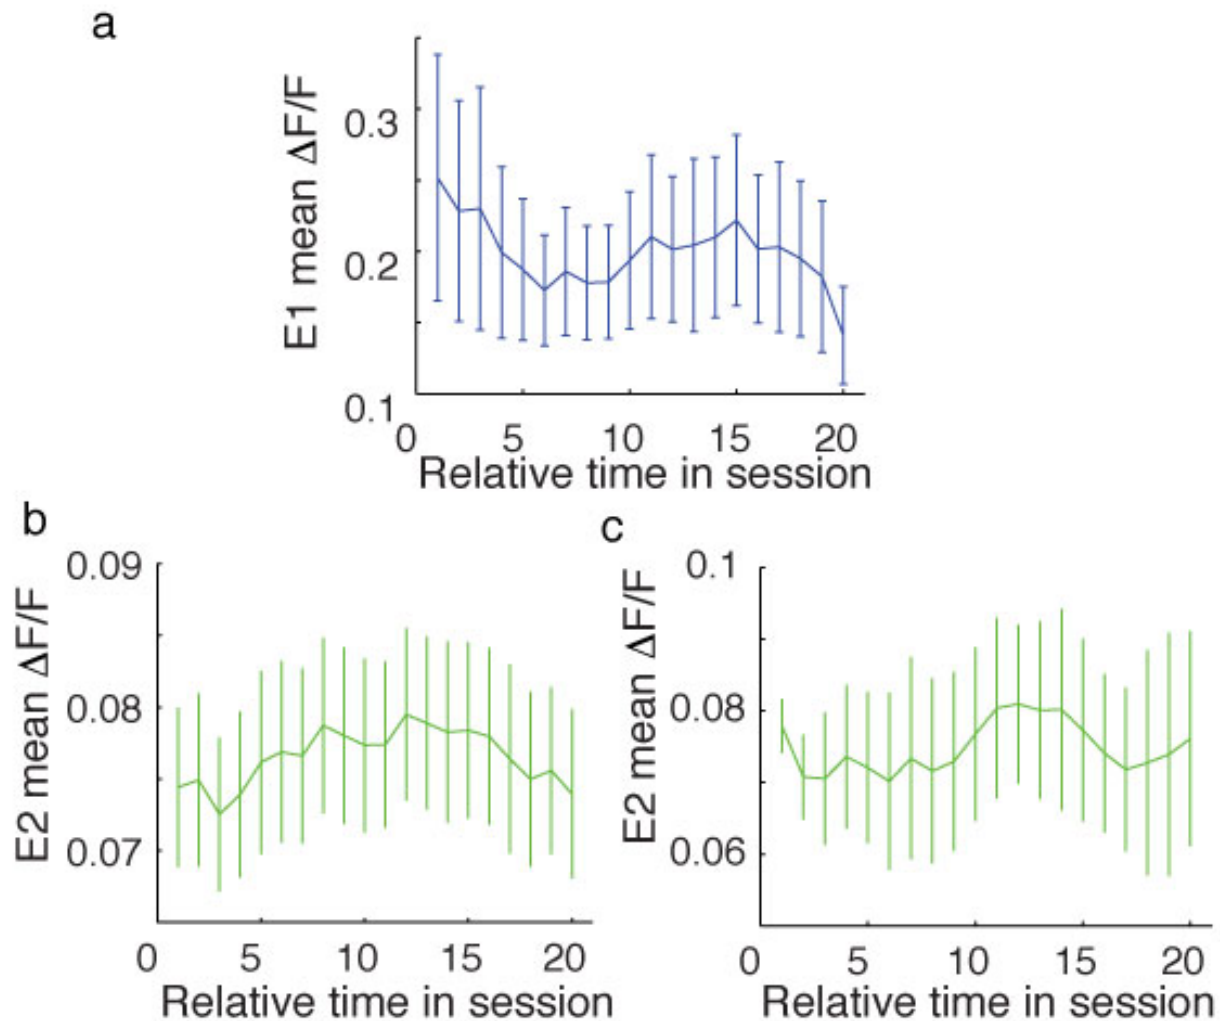 a
E1 mean ΔF/F
0.3
0.2
0.1
0 5 10 15 20
Relative time in session
b
E2 mean ΔF/F
0.09
0.08
0.07
0 5 10 15 20
Relative time in session
c
E2 mean ΔF/F
0.1
0.08
0.06
0 5 10 15 20
Relative time in session